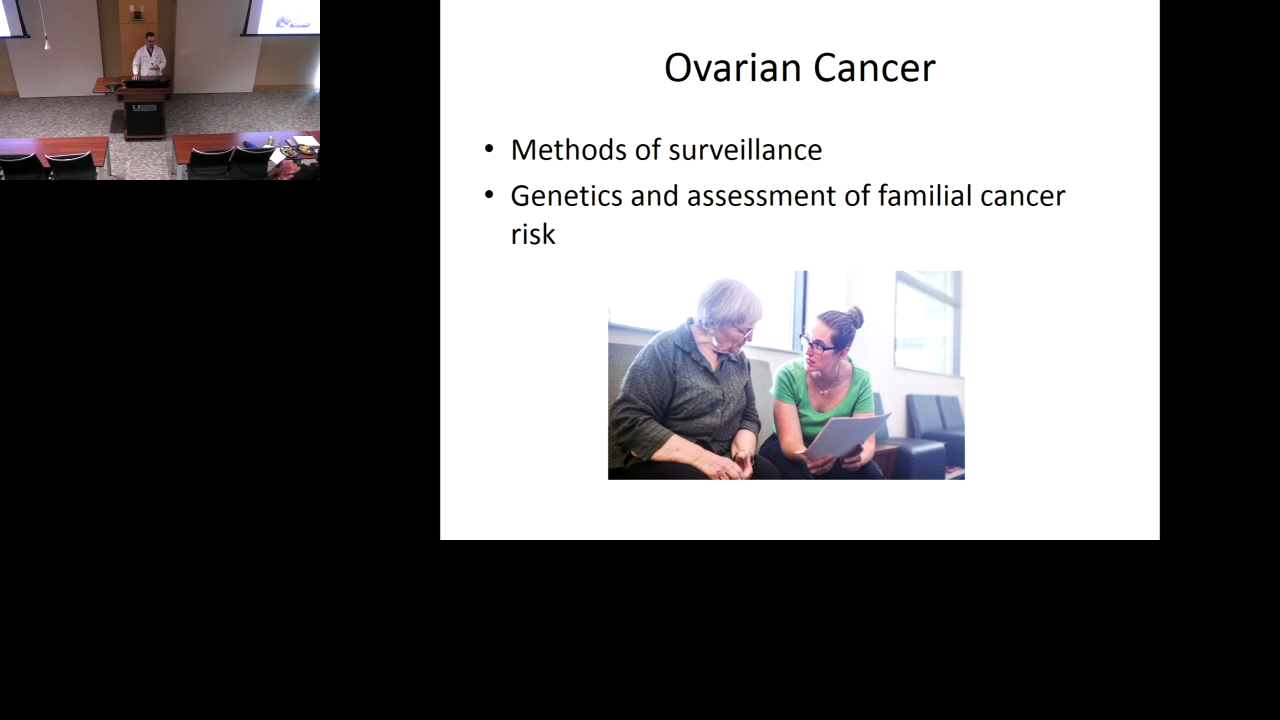 Ovarian Cancer
• Methods of surveillance
• Genetics and assessment of familial cancer
risk